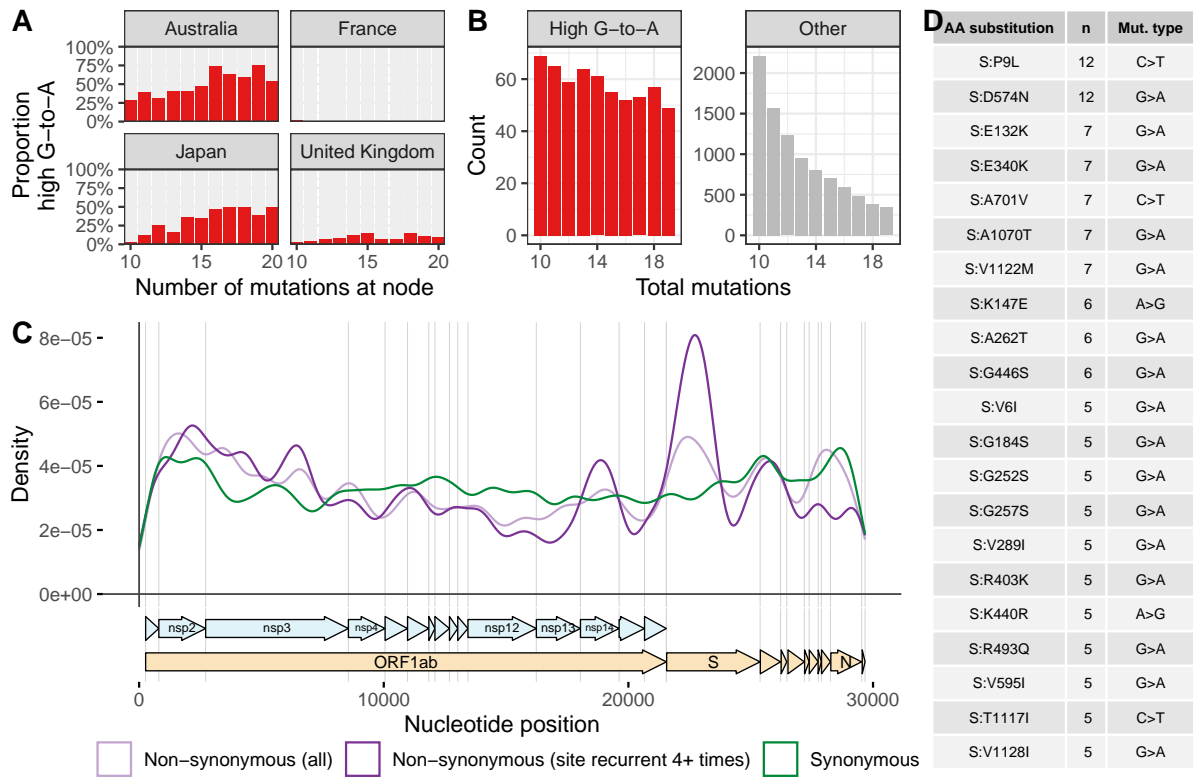 A
Australia
France
100%
75%
50%
25%
0%
Japan
United Kingdom
100%
75%
50%
25%
0%
10
15
20
10
15
20
Proportion
high G−to−A
Number of mutations at node
B
High G−to−A
Other
60
40
20
0
2000
1500
1000
500
0
10
14
18
10
14
18
Count
Total mutations
C
8e−05
6e−05
4e−05
2e−05
0e+00
Density
nsp2
nsp3
nsp4
nsp12
nsp13
nsp14
ORF1ab
S
N
0
10000
20000
30000
Nucleotide position
Non−synonymous (all)
Non−synonymous (site recurrent 4+ times)
Synonymous
D
AA substitution n Mut. type
S:P9L 12 C>T
S:D574N 12 G>A
S:E132K 7 G>A
S:E340K 7 G>A
S:A701V 7 C>T
S:A1070T 7 G>A
S:V1122M 7 G>A
S:K147E 6 A>G
S:A262T 6 G>A
S:G446S 6 G>A
S:V6I 5 G>A
S:G184S 5 G>A
S:G252S 5 G>A
S:G257S 5 G>A
S:V289I 5 G>A
S:R403K 5 G>A
S:K440R 5 A>G
S:R493Q 5 G>A
S:V595I 5 G>A
S:T1117I 5 C>T
S:V1128I 5 G>A